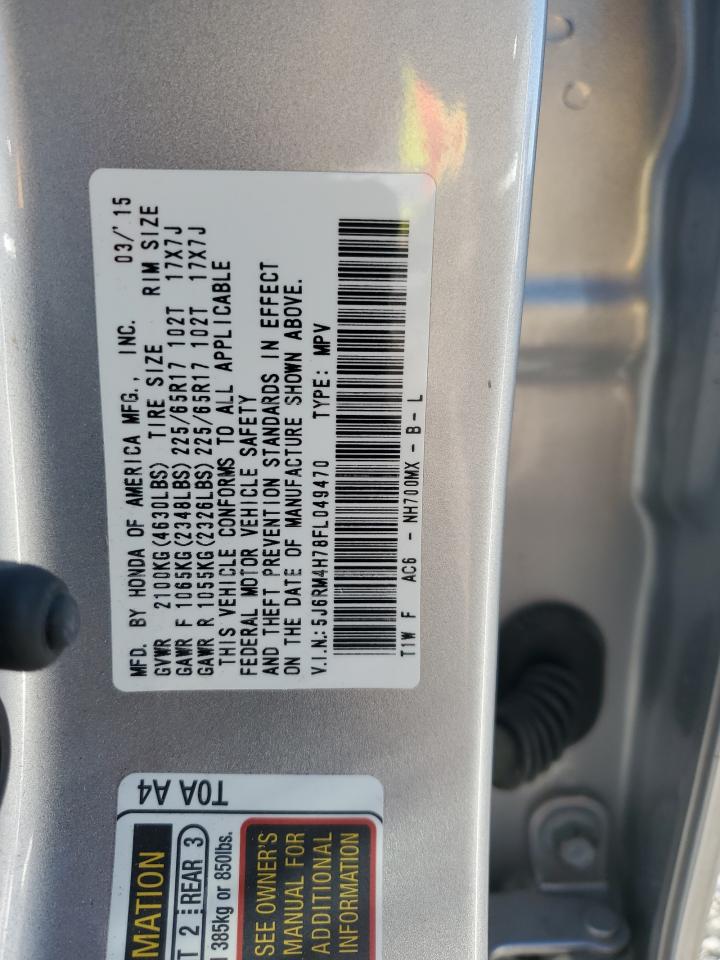 MFD. BY HONDA OF AMERICA MFG., INC. 03/'15
GVWR 2100KG(4630LBS) TIRE SIZE RIM SIZE
GAWR F 1065KG(2348LBS) 225/65R17 102T 17X7J
GAWR R 1055KG(2326LBS) 225/65R17 102T 17X7J
THIS VEHICLE CONFORMS TO ALL APPLICABLE
FEDERAL MOTOR VEHICLE SAFETY
AND THEFT PREVENTION STANDARDS IN EFFECT
ON THE DATE OF MANUFACTURE SHOWN ABOVE.
V.I.N.:5J6RM4H78FL049470 TYPE: MPV
T1W F AC6 - NH700MX - B - L
T0A A4
MATION
T 2 REAR 3
385kg or 850lbs.
SEE OWNER'S
MANUAL FOR
ADDITIONAL
INFORMATION